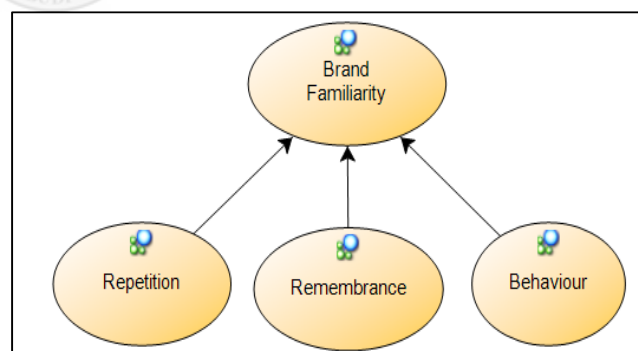 Brand
Familiarity
Repetition
Remembrance
Behaviour